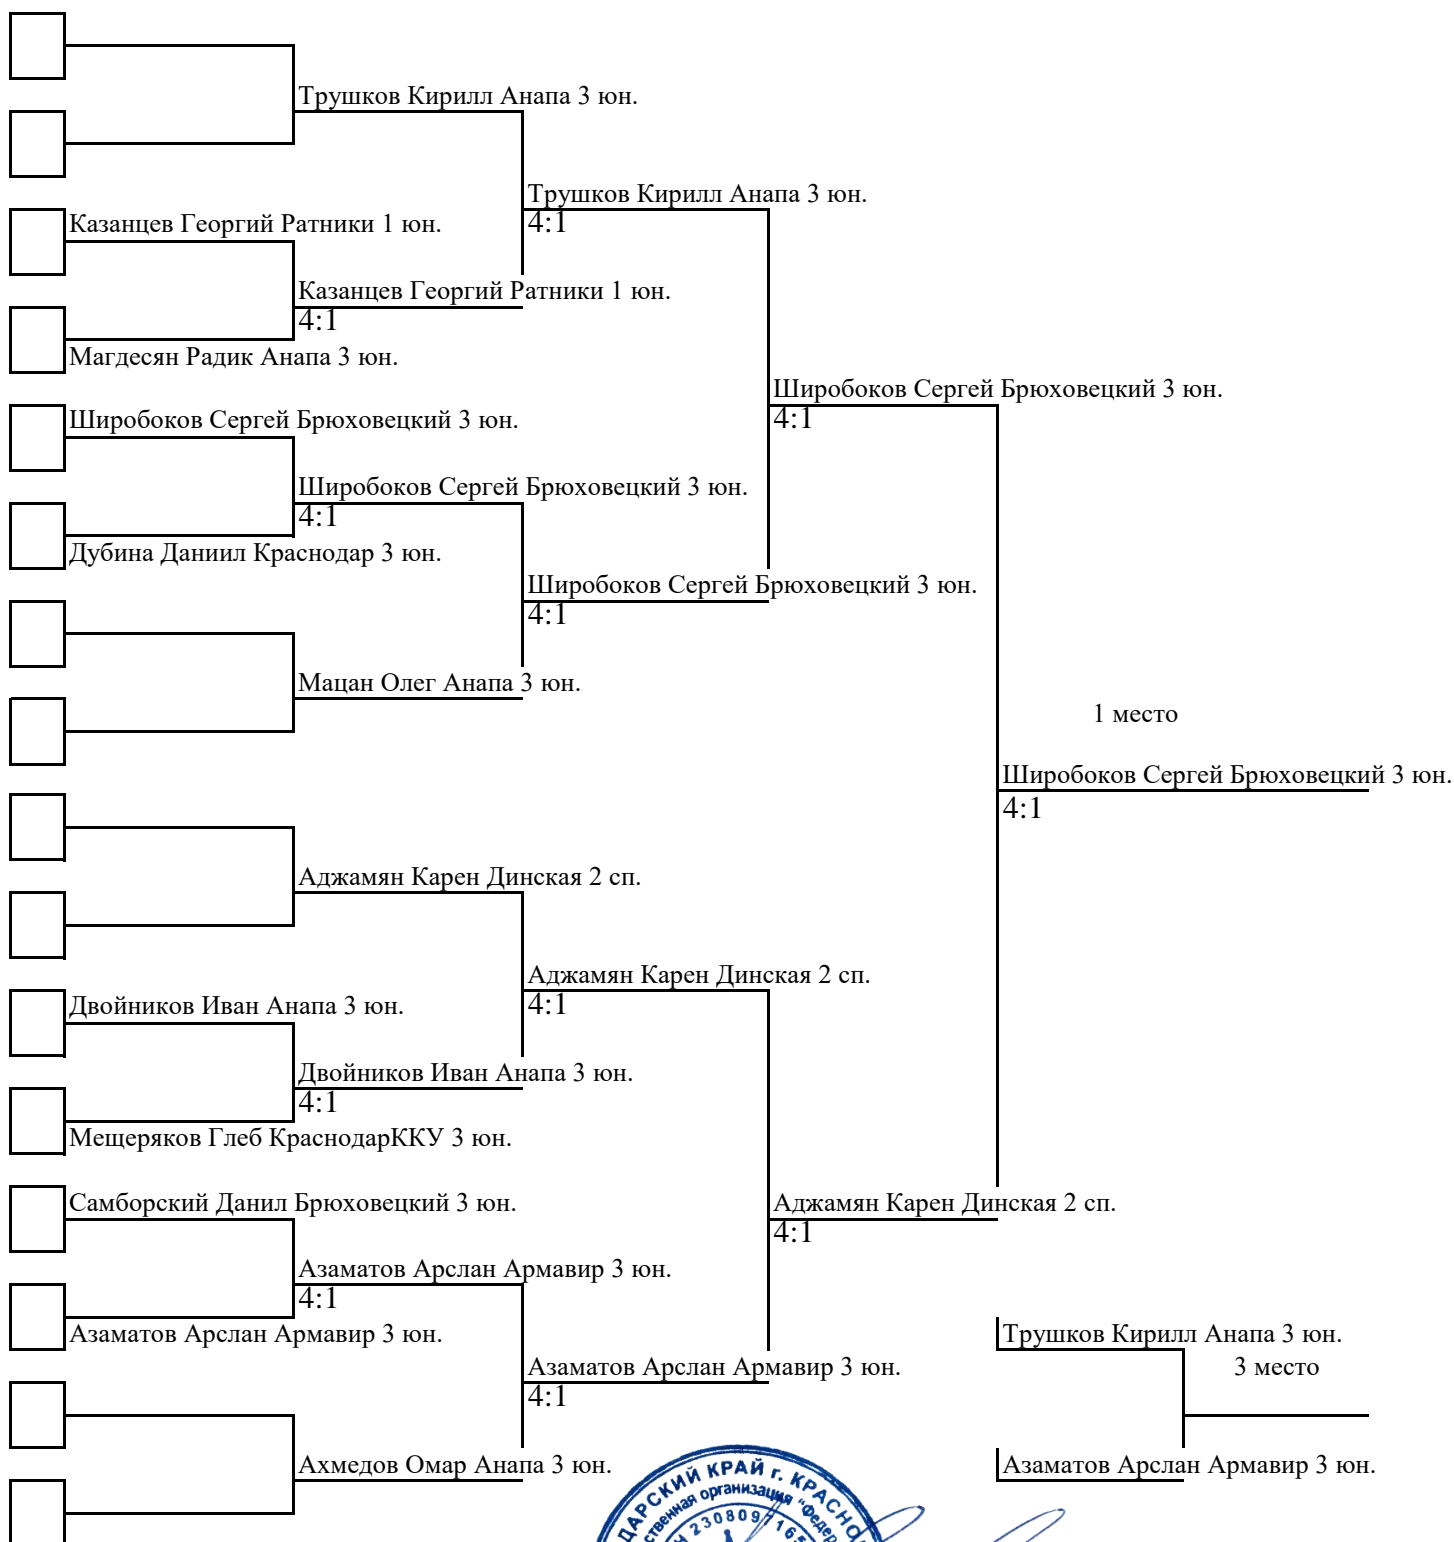 Трушков Кирилл Анапа 3 юн.
Трушков Кирилл Анапа 3 юн.
4:1
Казанцев Георгий Ратники 1 юн.
Казанцев Георгий Ратники 1 юн.
4:1
Магдесян Радик Анапа 3 юн.
Широбоков Сергей Брюховецкий 3 юн.
4:1
Широбоков Сергей Брюховецкий 3 юн.
Широбоков Сергей Брюховецкий 3 юн.
4:1
Дубина Даниил Краснодар 3 юн.
Широбоков Сергей Брюховецкий 3 юн.
4:1
Мацан Олег Анапа 3 юн.
1 место
Широбоков Сергей Брюховецкий 3 юн.
4:1
Аджамян Карен Динская 2 сп.
Аджамян Карен Динская 2 сп.
4:1
Двойников Иван Анапа 3 юн.
Двойников Иван Анапа 3 юн.
4:1
Мещеряков Глеб КраснодарККУ 3 юн.
Самборский Данил Брюховецкий 3 юн.
Аджамян Карен Динская 2 сп.
4:1
Азаматов Арслан Армавир 3 юн.
4:1
Азаматов Арслан Армавир 3 юн.
Трушков Кирилл Анапа 3 юн.
Азаматов Арслан Армавир 3 юн.
4:1
3 место
Ахмедов Омар Анапа 3 юн.
Азаматов Арслан Армавир 3 юн.
ДАРСКИЙ КРАЙ г. КРАСНО
ственная организация "Федер